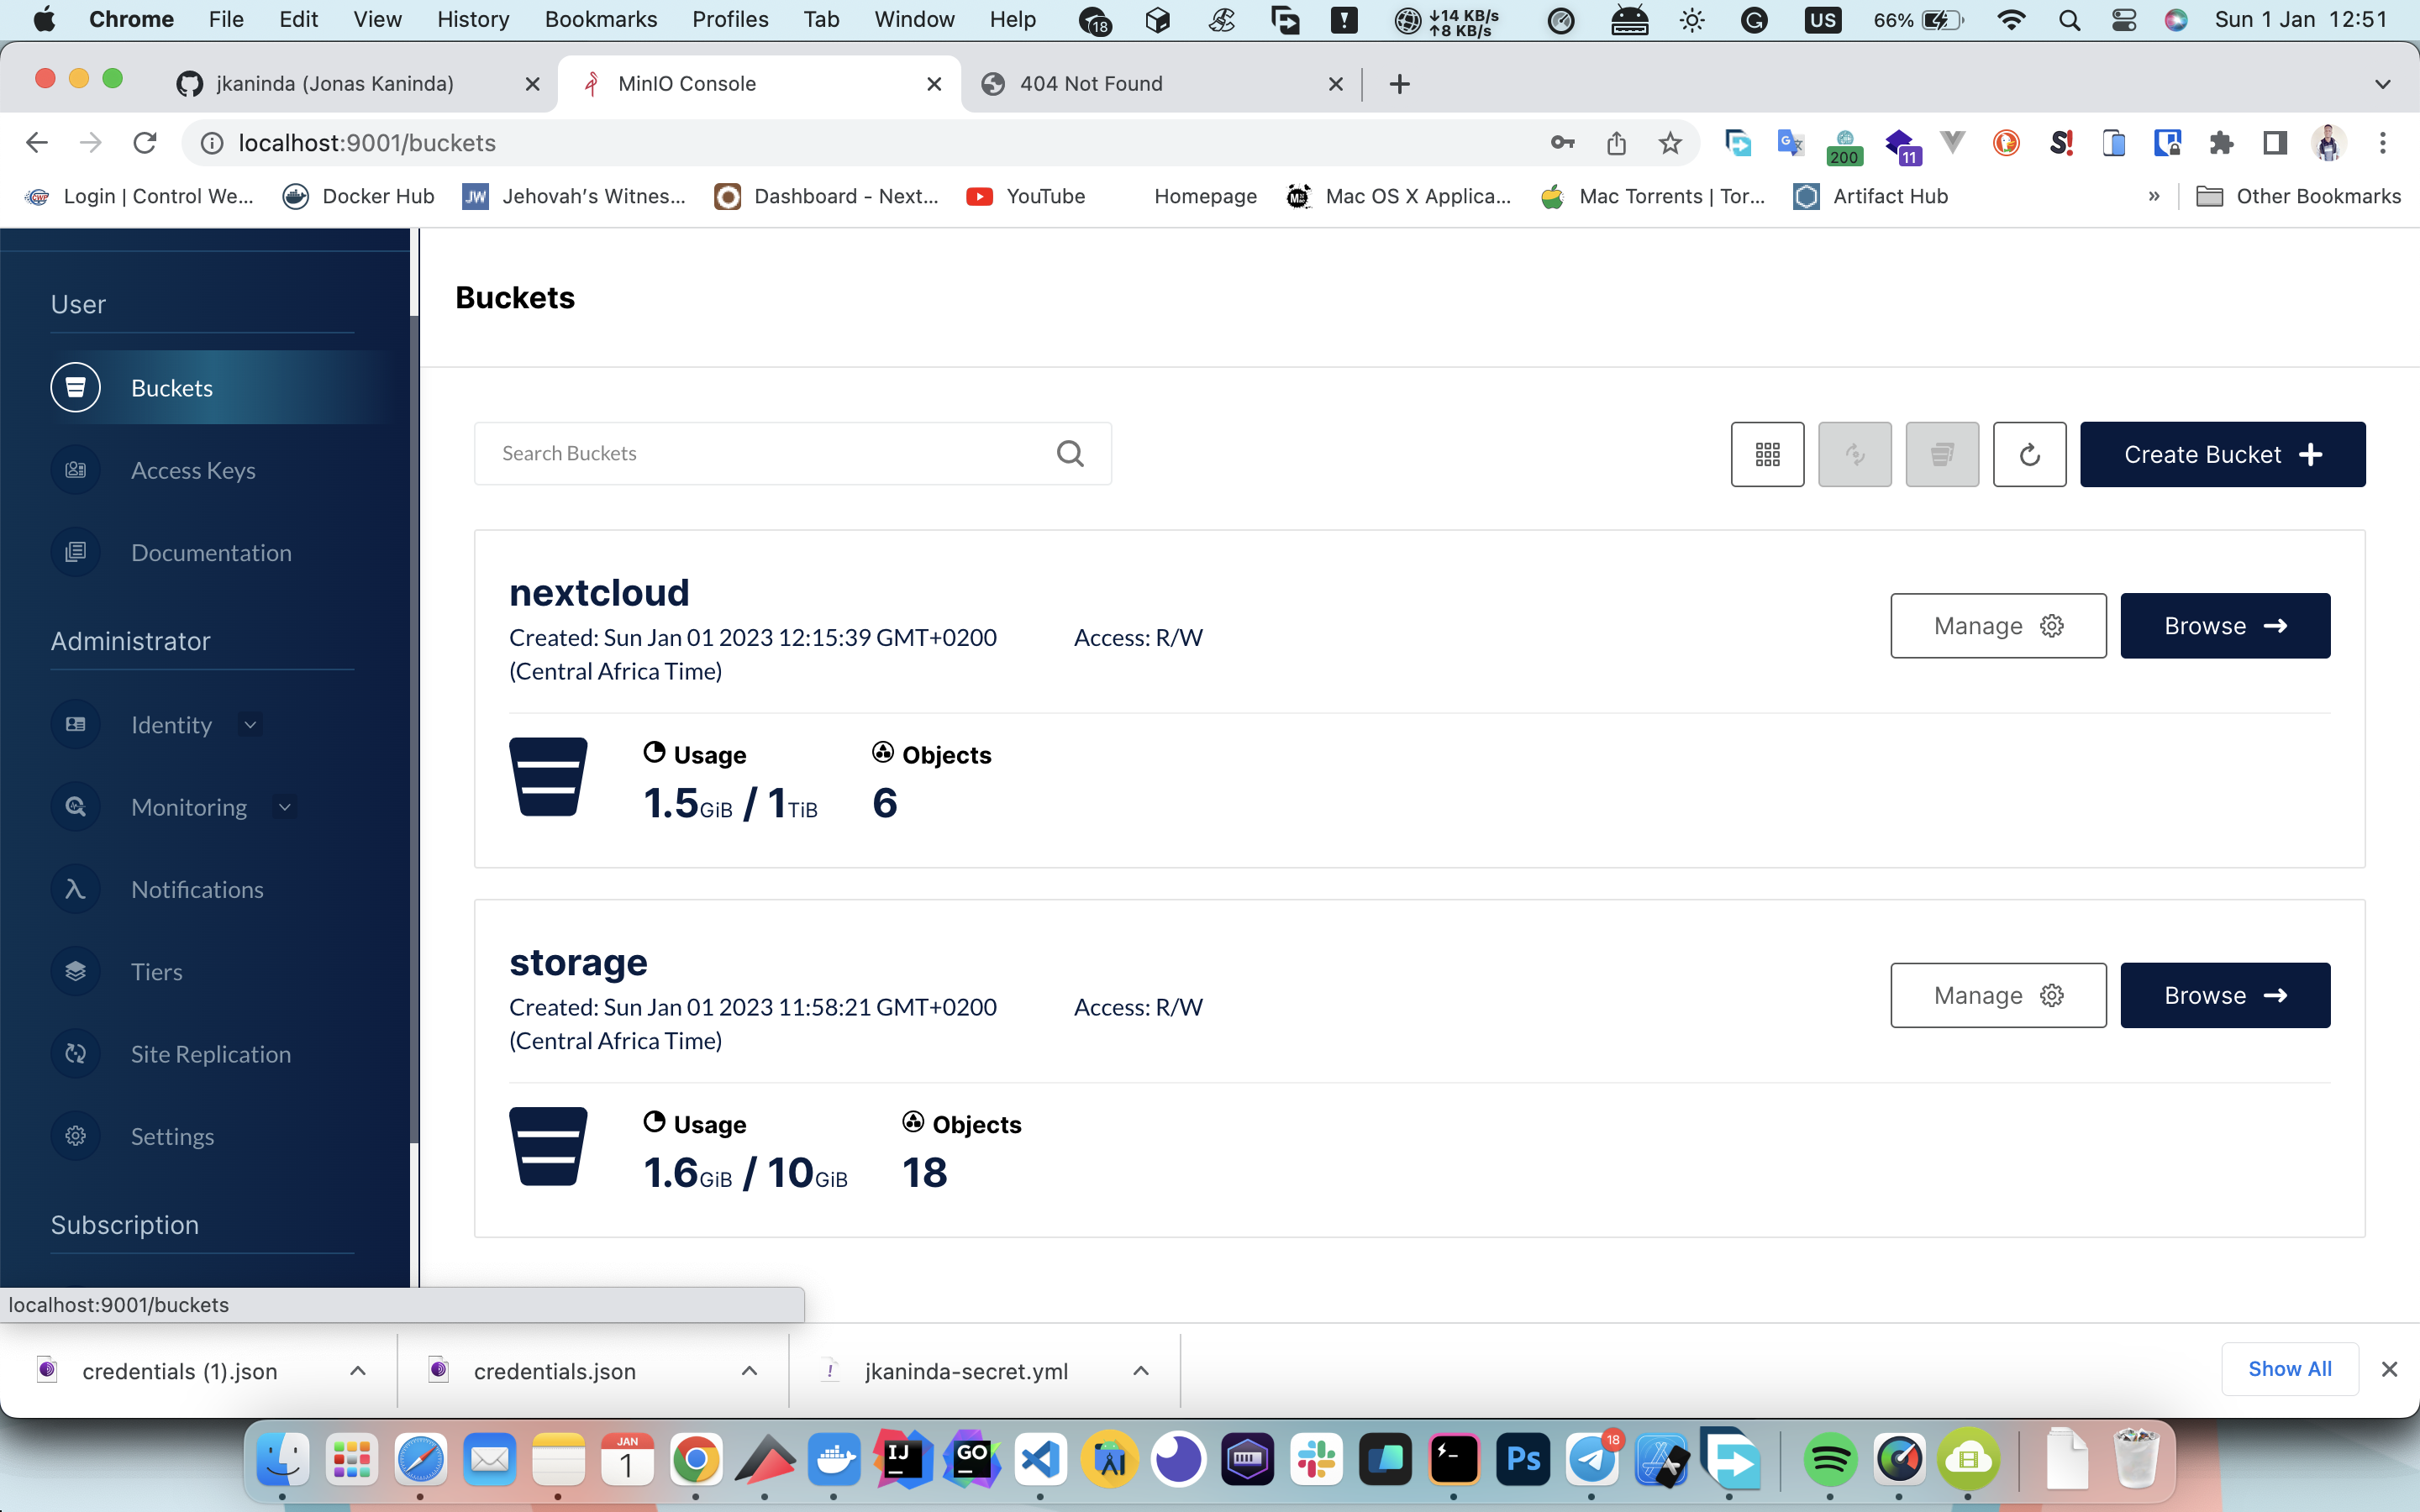 Chrome File Edit View History Bookmarks Profiles Tab Window Help 18 ↓14 KB/s ↑8 KB/s US 66% Sun 1 Jan 12:51
jkaninda (Jonas Kaninda) MinIO Console 404 Not Found
localhost:9001/buckets 200 11
Login | Control We... Docker Hub JW Jehovah's Witnes... Dashboard - Next... YouTube Homepage Mac OS X Applica... Mac Torrents | Tor... Artifact Hub » Other Bookmarks
User
Buckets
Access Keys
Documentation
Administrator
Identity
Monitoring
Notifications
Tiers
Site Replication
Settings
Subscription
Buckets
Search Buckets
Create Bucket +
nextcloud
Created: Sun Jan 01 2023 12:15:39 GMT+0200
(Central Africa Time)
Access: R/W
Manage
Browse →
Usage
1.5GiB / 1TiB
Objects
6
storage
Created: Sun Jan 01 2023 11:58:21 GMT+0200
(Central Africa Time)
Access: R/W
Manage
Browse →
Usage
1.6GiB / 10GiB
Objects
18
localhost:9001/buckets
credentials (1).json credentials.json jkaninda-secret.yml Show All
JAN
1
IJ
GO
Ps
18